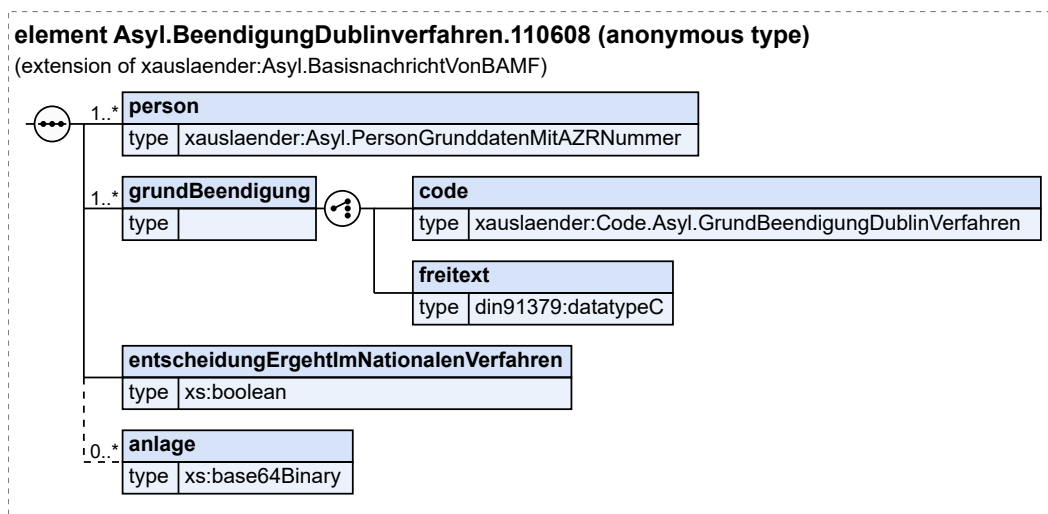 element Asyl.BeendigungDublinverfahren.110608 (anonymous type)
(extension of xauslaender:Asyl.BasisnachrichtVonBAMF)
1..* person
type xauslaender:Asyl.PersonGrunddatenMitAZRNummer
1..* grundBeendigung
type
code
type xauslaender:Code.Asyl.GrundBeendigungDublinVerfahren
freitext
type din91379:datatypeC
entscheidungErgehtImNationalenVerfahren
type xs:boolean
0..* anlage
type xs:base64Binary